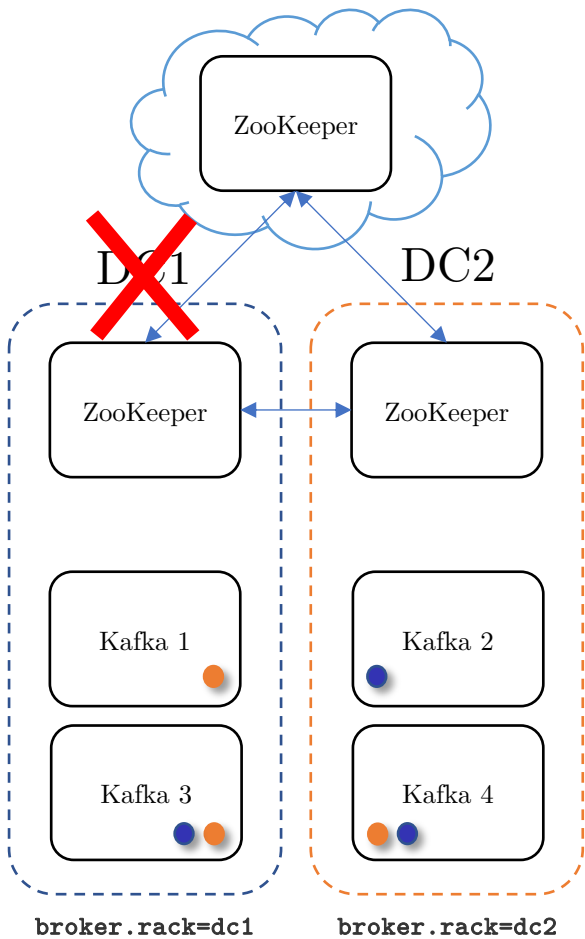 ZooKeeper
DC1
DC2
ZooKeeper
ZooKeeper
Kafka 1
Kafka 2
Kafka 3
Kafka 4
broker.rack=dc1
broker.rack=dc2